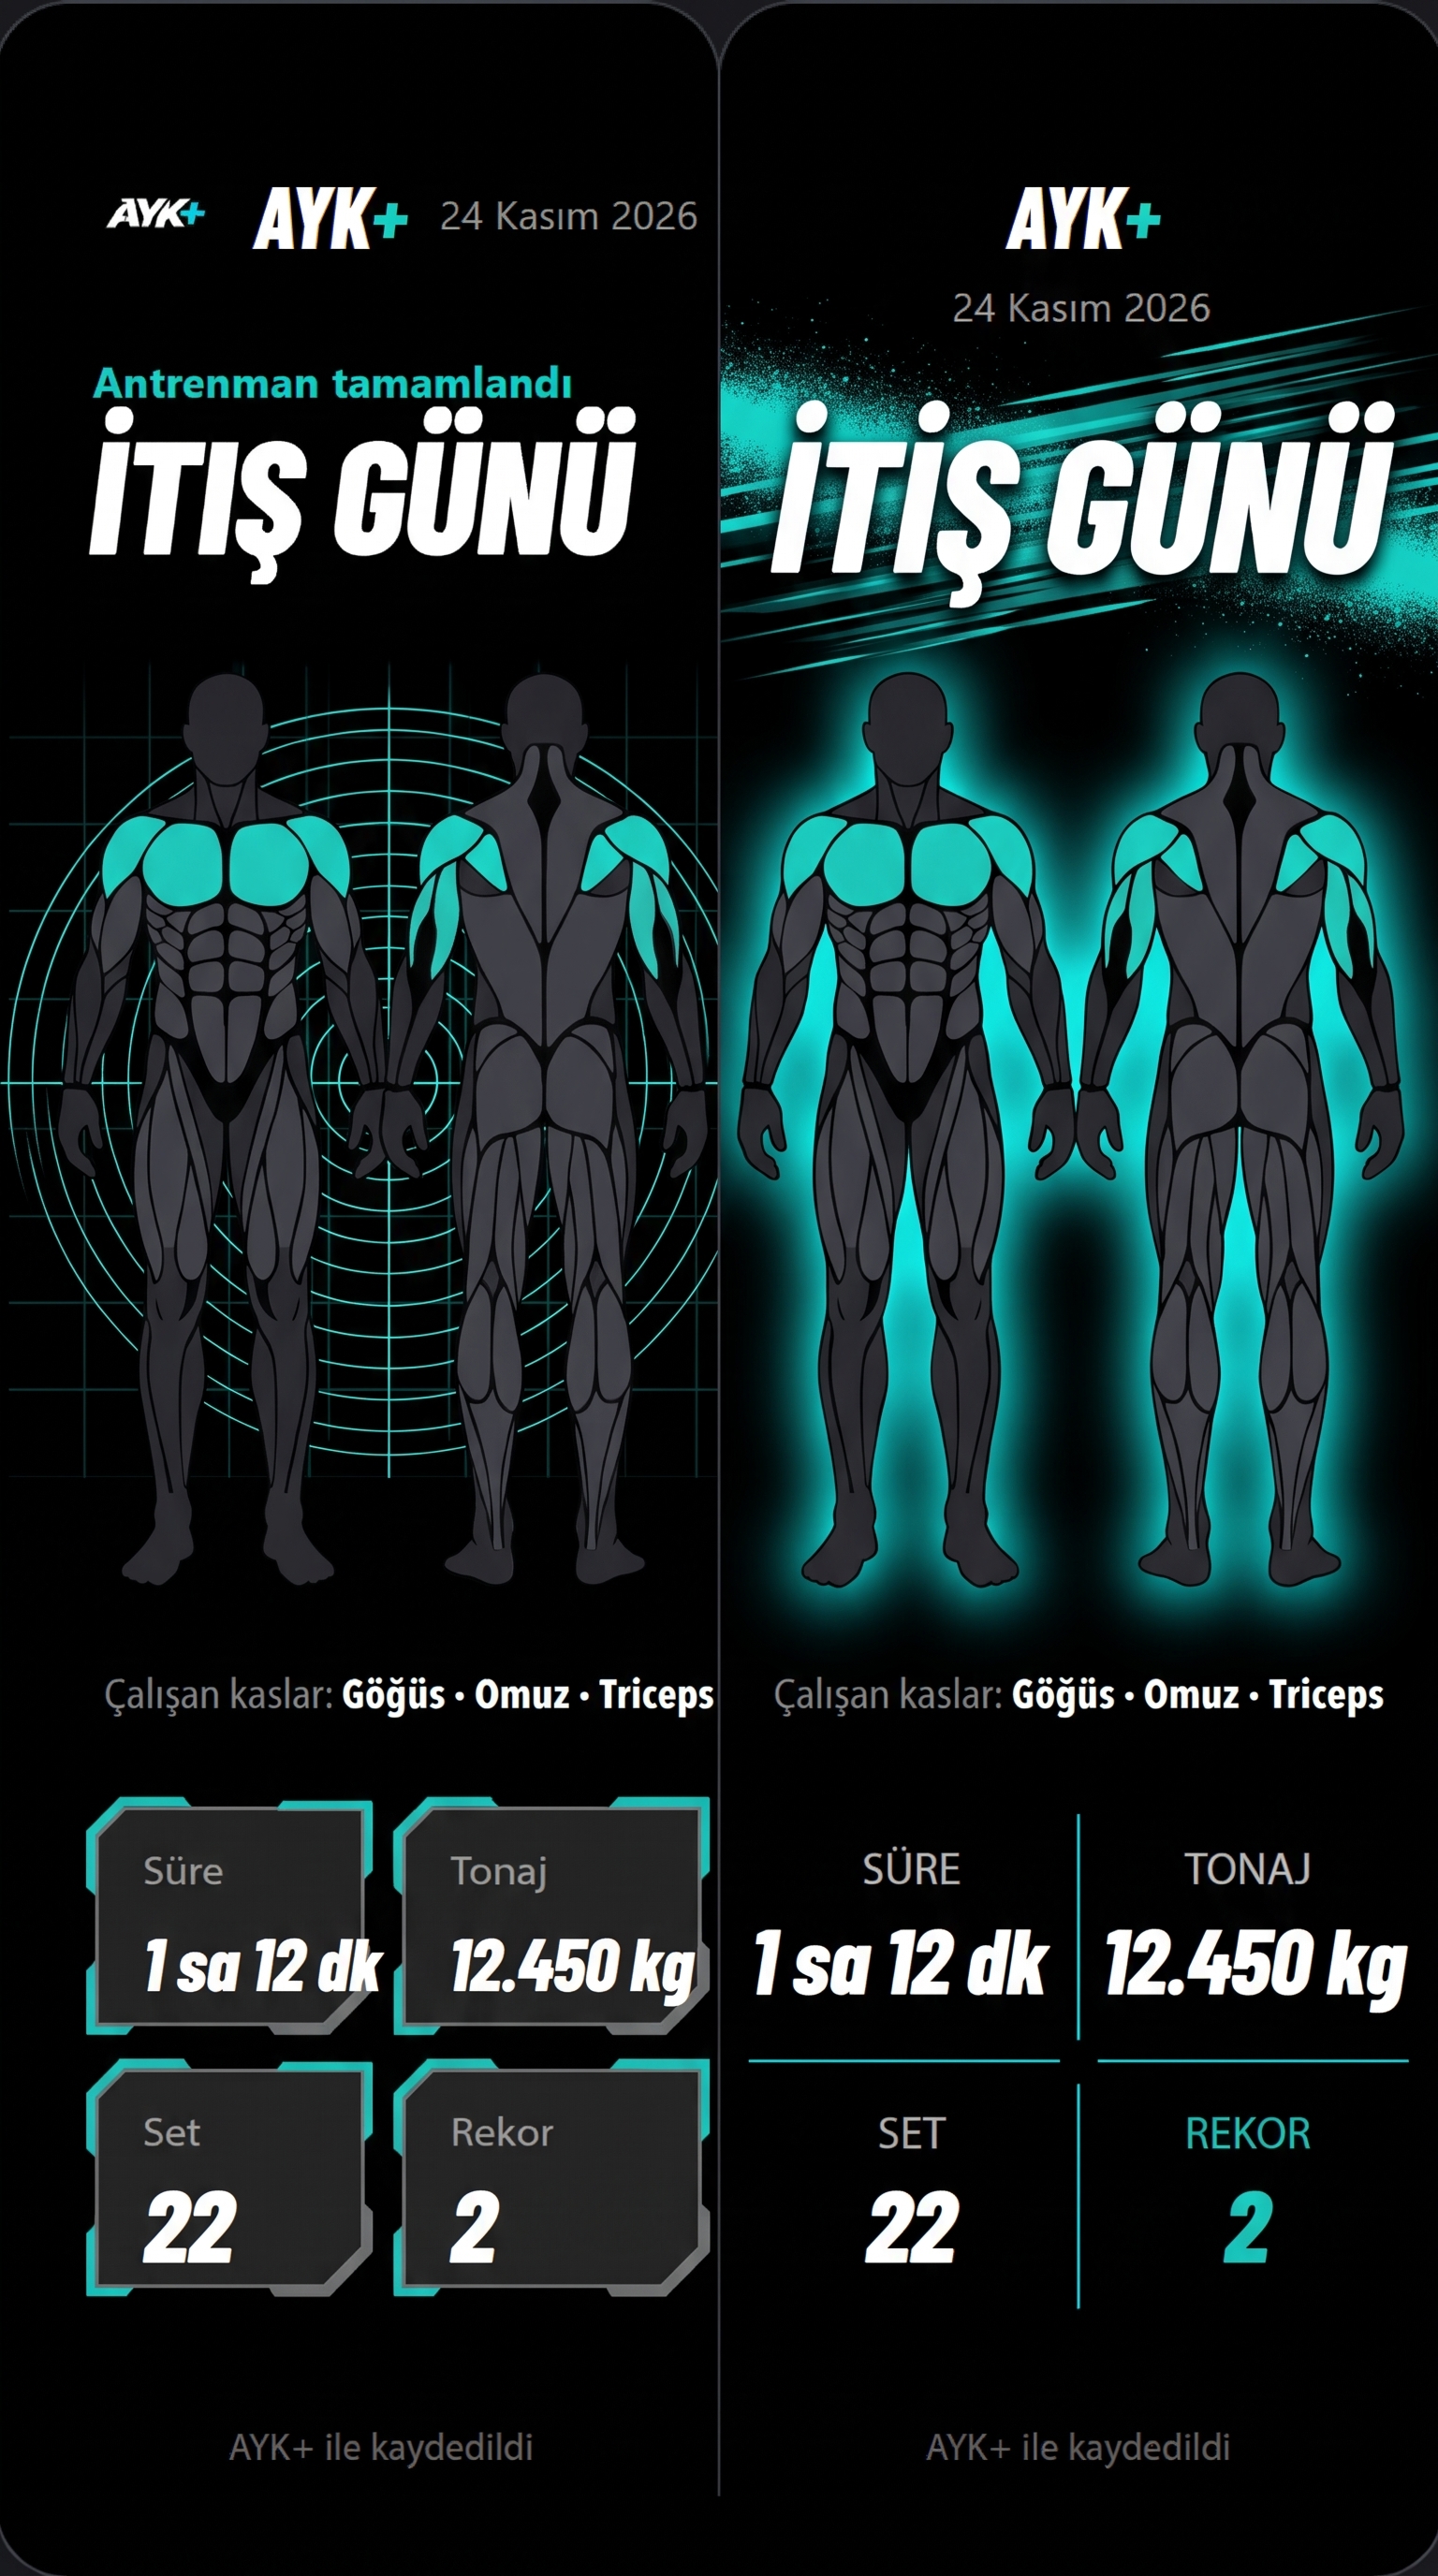 AYK+ AYK+ 24 Kasım 2026
Antrenman tamamlandı
İTIŞ GÜNÜ
Çalışan kaslar: Göğüs • Omuz • Triceps
Süre
1 sa 12 dk
Tonaj
12.450 kg
Set
22
Rekor
2
AYK+ ile kaydedildi
AYK+
24 Kasım 2026
İTİŞ GÜNÜ
Çalışan kaslar: Göğüs • Omuz • Triceps
SÜRE
1 sa 12 dk
TONAJ
12.450 kg
SET
22
REKOR
2
AYK+ ile kaydedildi